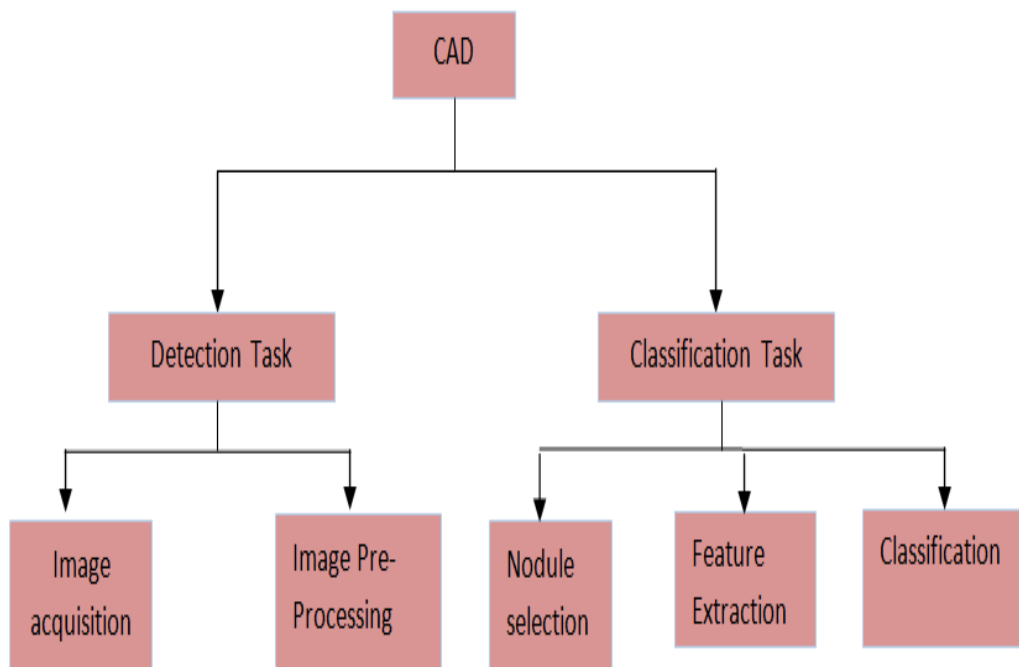 CAD
Detection Task
Classification Task
Image
acquisition
Image Pre-
Processing
Nodule
selection
Feature
Extraction
Classification